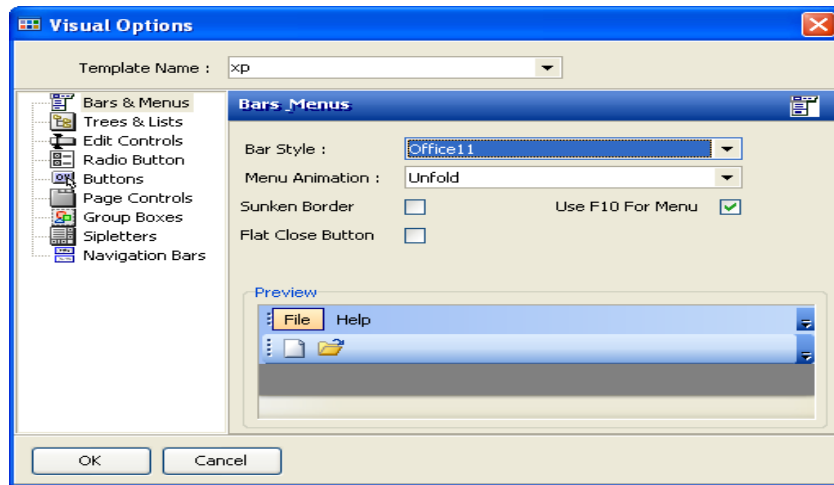 Visual Options
Template Name : xp
Bars & Menus
Trees & Lists
Edit Controls
Radio Button
Buttons
Page Controls
Group Boxes
Sipletters
Navigation Bars
Bars_Menus
Bar Style : Office11
Menu Animation : Unfold
Sunken Border Use F10 For Menu
Flat Close Button
Preview
File Help
OK Cancel